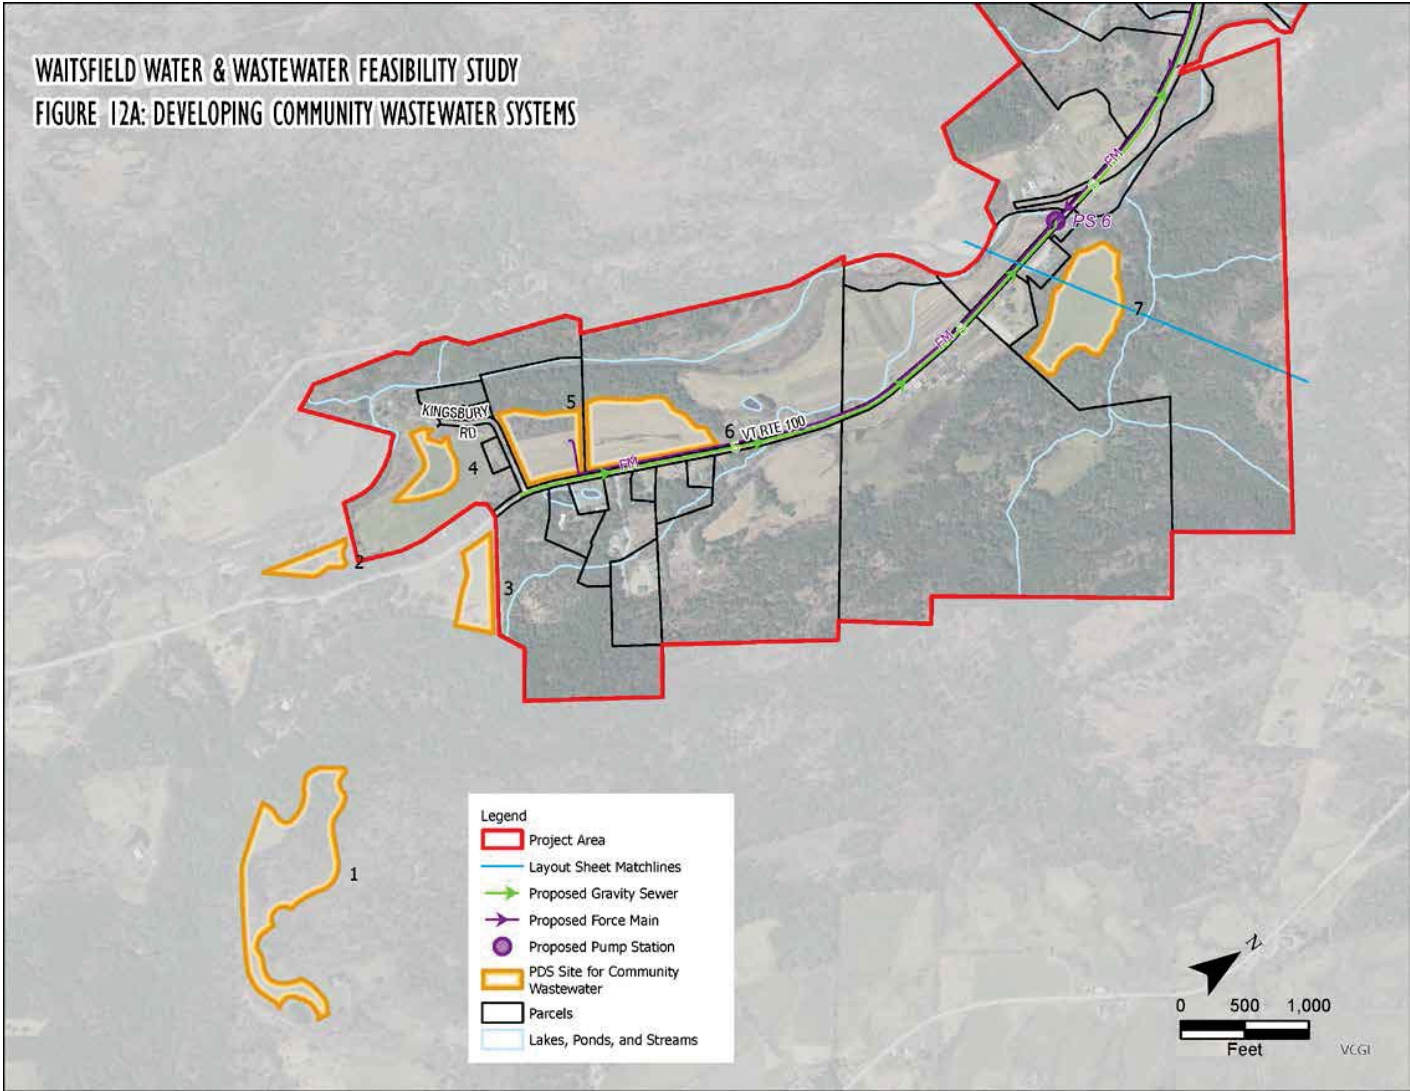 WAITSFIELD WATER & WASTEWATER FEASIBILITY STUDY
FIGURE 12A: DEVELOPING COMMUNITY WASTEWATER SYSTEMS
FM
PS 6
7
FM
KINGSBURY
RD
5
6
VT RTE 100
S
4
FM
2
3
1
Legend
Project Area
Layout Sheet Matchlines
Proposed Gravity Sewer
Proposed Force Main
Proposed Pump Station
PDS Site for Community
Wastewater
Parcels
Lakes, Ponds, and Streams
N
0 500 1,000
Feet
VCGI